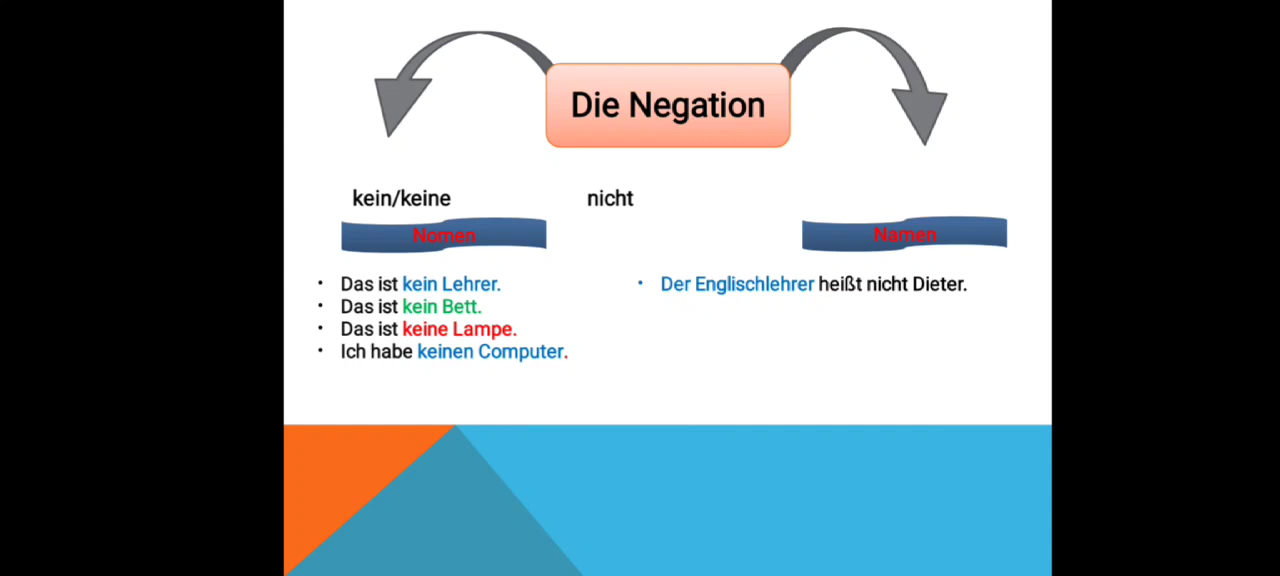 Die Negation
kein/keine
nicht
Nomen
Namen
• Das ist kein Lehrer.
• Das ist kein Bett.
• Das ist keine Lampe.
• Ich habe keinen Computer.
• Der Englischlehrer heißt nicht Dieter.